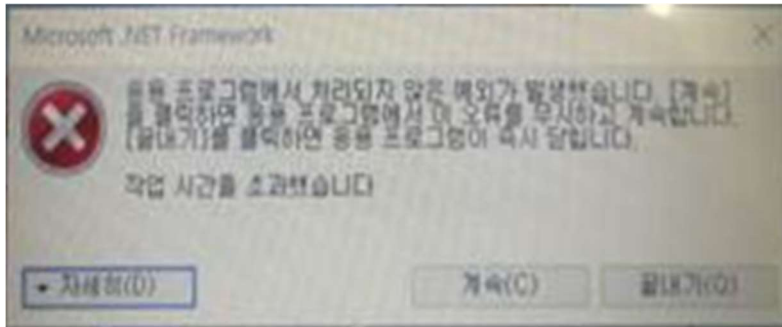 Microsoft .NET Framework
응용 프로그램에서 처리되지 않은 예외가 발생했습니다. [계속]
을 클릭하면 응용 프로그램에서 이 오류를 무시하고 계속합니다.
[끝내기]를 클릭하면 응용 프로그램이 즉시 닫힙니다.
작업 시간을 초과했습니다
자세히(D)
계속(C)
끝내기(Q)